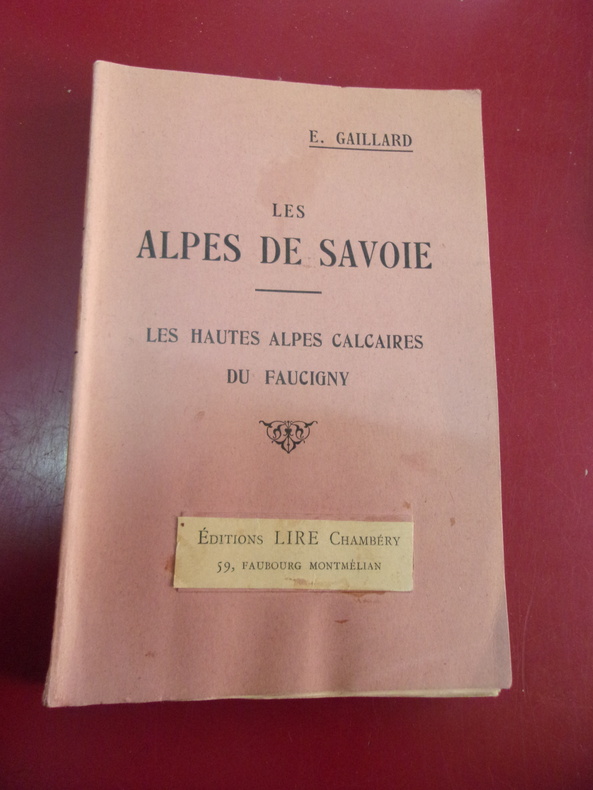 E. GAILLARD
LES
ALPES DE SAVOIE
LES HAUTES ALPES CALCAIRES
DU FAUCIGNY
ÉDITIONS LIRE CHAMBÉRY
59, FAUBOURG MONTMÉLIAN